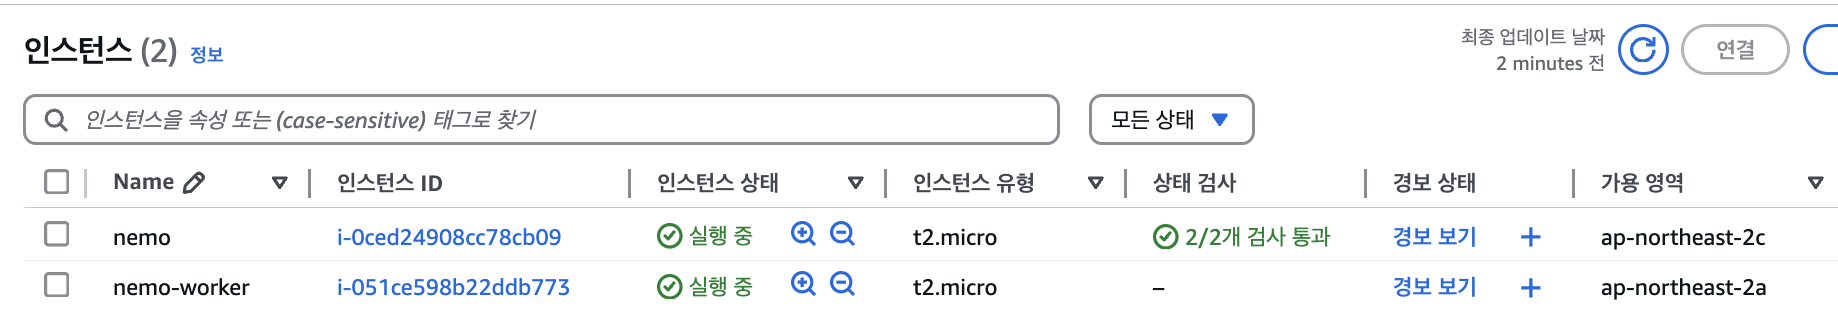 인스턴스 (2) 정보
최종 업데이트 날짜
2 minutes 전
연결
인스턴스을 속성 또는 (case-sensitive) 태그로 찾기
모든 상태
Name 인스턴스 ID 인스턴스 상태 인스턴스 유형 상태 검사 경보 상태 가용 영역
nemo i-0ced24908cc78cb09 실행 중 t2.micro 2/2개 검사 통과 경보 보기 + ap-northeast-2c
nemo-worker i-051ce598b22ddb773 실행 중 t2.micro – 경보 보기 + ap-northeast-2a